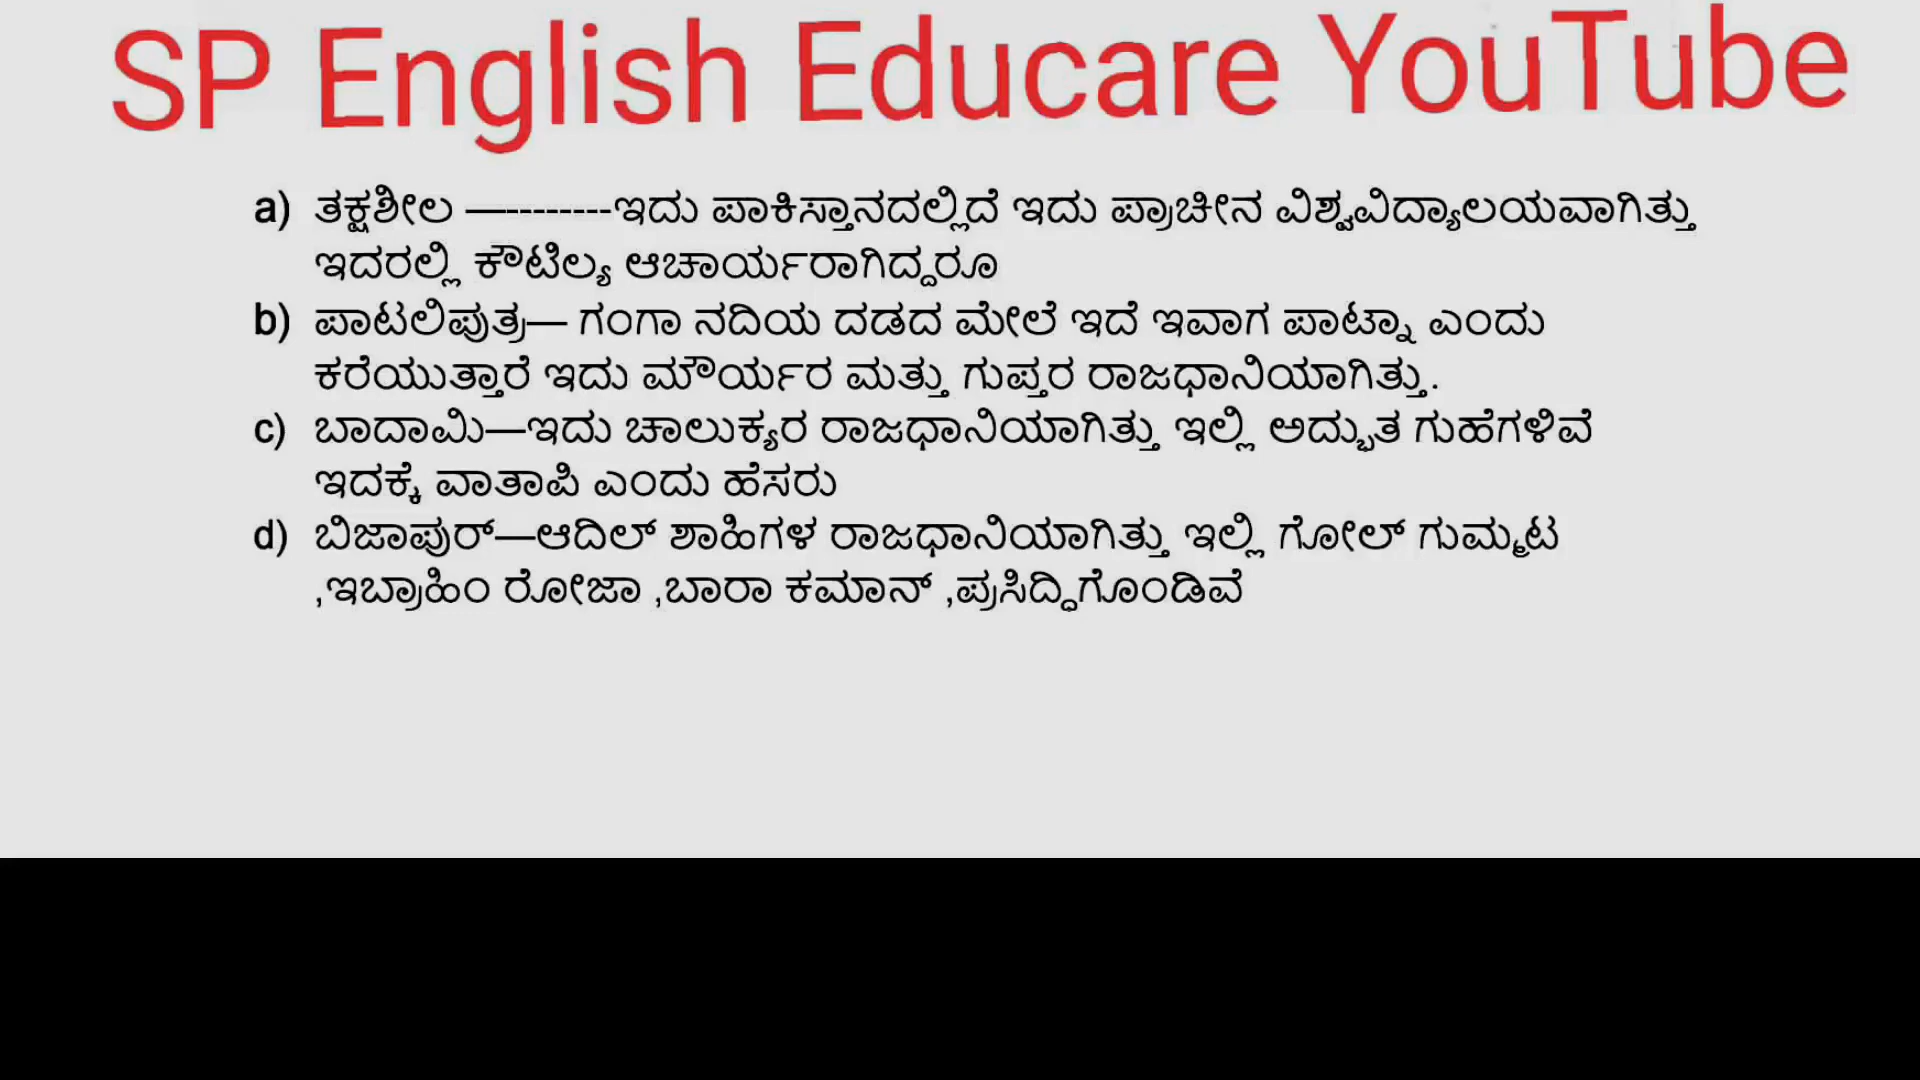 SP English Educare YouTube
a) ತಕ್ಷಶೀಲ —--------ಇದು ಪಾಕಿಸ್ತಾನದಲ್ಲಿದೆ ಇದು ಪ್ರಾಚೀನ ವಿಶ್ವವಿದ್ಯಾಲಯವಾಗಿತ್ತು
ಇದರಲ್ಲಿ ಕೌಟಿಲ್ಯ ಆಚಾರ್ಯರಾಗಿದ್ದರೂ
b) ಪಾಟಲಿಪುತ್ರ— ಗಂಗಾ ನದಿಯ ದಡದ ಮೇಲೆ ಇದೆ ಇವಾಗ ಪಾಟ್ನಾ ಎಂದು
ಕರೆಯುತ್ತಾರೆ ಇದು ಮೌರ್ಯರ ಮತ್ತು ಗುಪ್ತರ ರಾಜಧಾನಿಯಾಗಿತ್ತು.
c) ಬಾದಾಮಿ—ಇದು ಚಾಲುಕ್ಯರ ರಾಜಧಾನಿಯಾಗಿತ್ತು ಇಲ್ಲಿ ಅದ್ಭುತ ಗುಹೆಗಳಿವೆ
ಇದಕ್ಕೆ ವಾತಾಪಿ ಎಂದು ಹೆಸರು
d) ಬಿಜಾಪುರ್—ಆದಿಲ್ ಶಾಹಿಗಳ ರಾಜಧಾನಿಯಾಗಿತ್ತು ಇಲ್ಲಿ ಗೋಲ್ ಗುಮ್ಮಟ
,ಇಬ್ರಾಹಿಂ ರೋಜಾ ,ಬಾರಾ ಕಮಾನ್ ,ಪ್ರಸಿದ್ಧಿಗೊಂಡಿವೆ